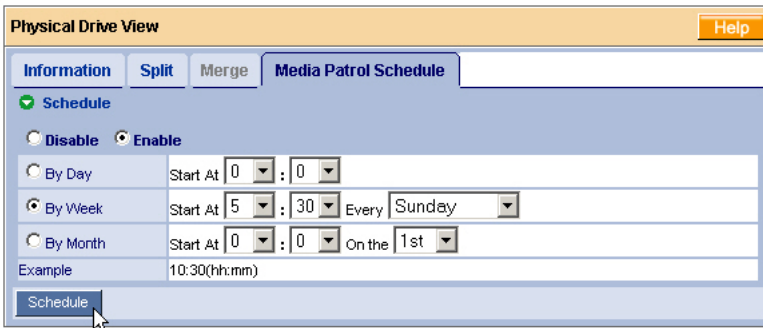 Physical Drive View Help
Information Split Merge Media Patrol Schedule
Schedule
Disable Enable
By Day Start At 0 : 0
By Week Start At 5 : 30 Every Sunday
By Month Start At 0 : 0 On the 1st
Example 10:30(hh:mm)
Schedule